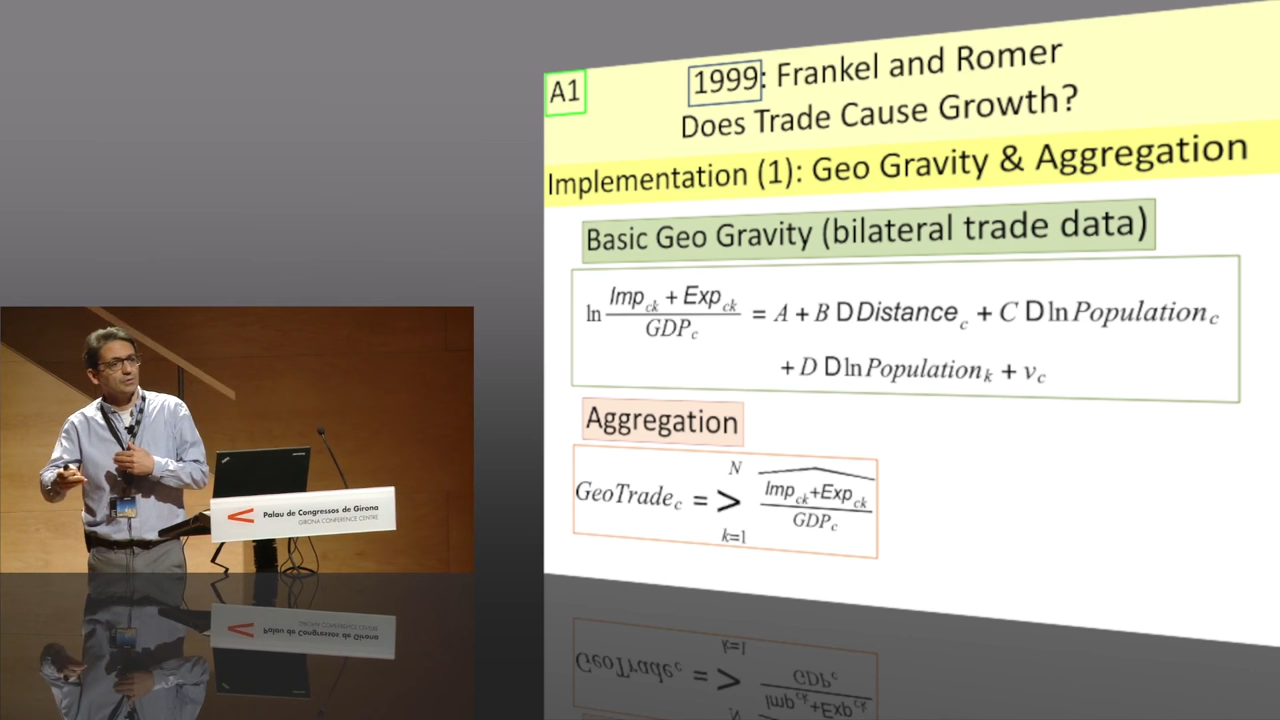 A1
1999: Frankel and Romer
Does Trade Cause Growth?
Implementation (1): Geo Gravity & Aggregation
Basic Geo Gravity (bilateral trade data)
ln (Imp_ck + Exp_ck) / GDP_c = A + B D Distance_c + C D ln Population_c
+ D D ln Population_k + v_c
Aggregation
GeoTrade_c = > N k=1 Imp_ck+Exp_ck / GDP_c
Palau de Congressos de Girona
GIRONA CONFERENCE CENTRE